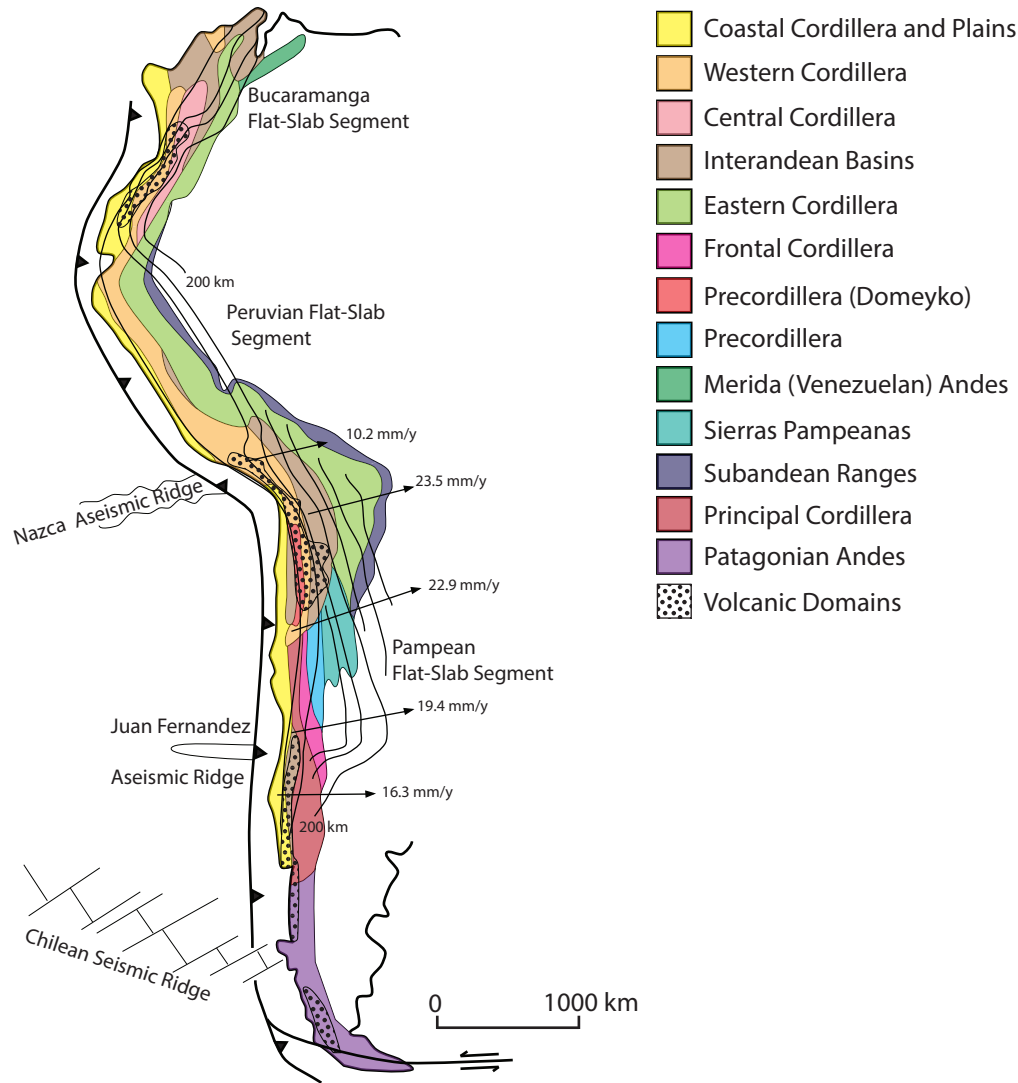 Bucaramanga
Flat-Slab Segment
200 km
Peruvian Flat-Slab
Segment
10.2 mm/y
23.5 mm/y
Nazca Aseismic Ridge
22.9 mm/y
Pampean
Flat-Slab Segment
19.4 mm/y
Juan Fernandez
Aseismic Ridge
16.3 mm/y
200 km
Chilean Seismic Ridge
0 1000 km
Coastal Cordillera and Plains
Western Cordillera
Central Cordillera
Interandean Basins
Eastern Cordillera
Frontal Cordillera
Precordillera (Domeyko)
Precordillera
Merida (Venezuelan) Andes
Sierras Pampeanas
Subandean Ranges
Principal Cordillera
Patagonian Andes
Volcanic Domains